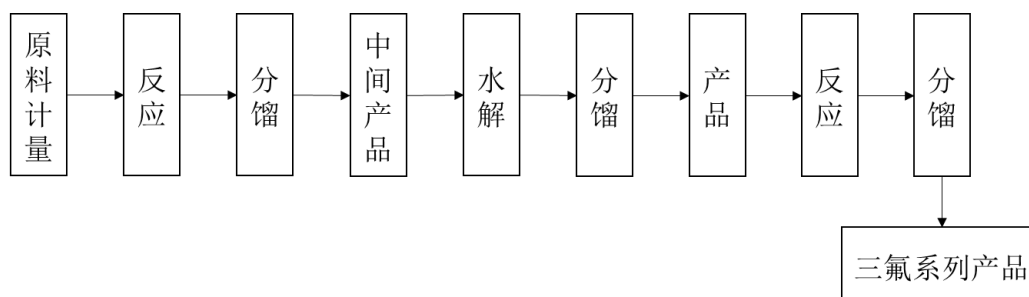 原料计量
反应
分馏
中间产品
水解
分馏
产品
反应
分馏
三氟系列产品